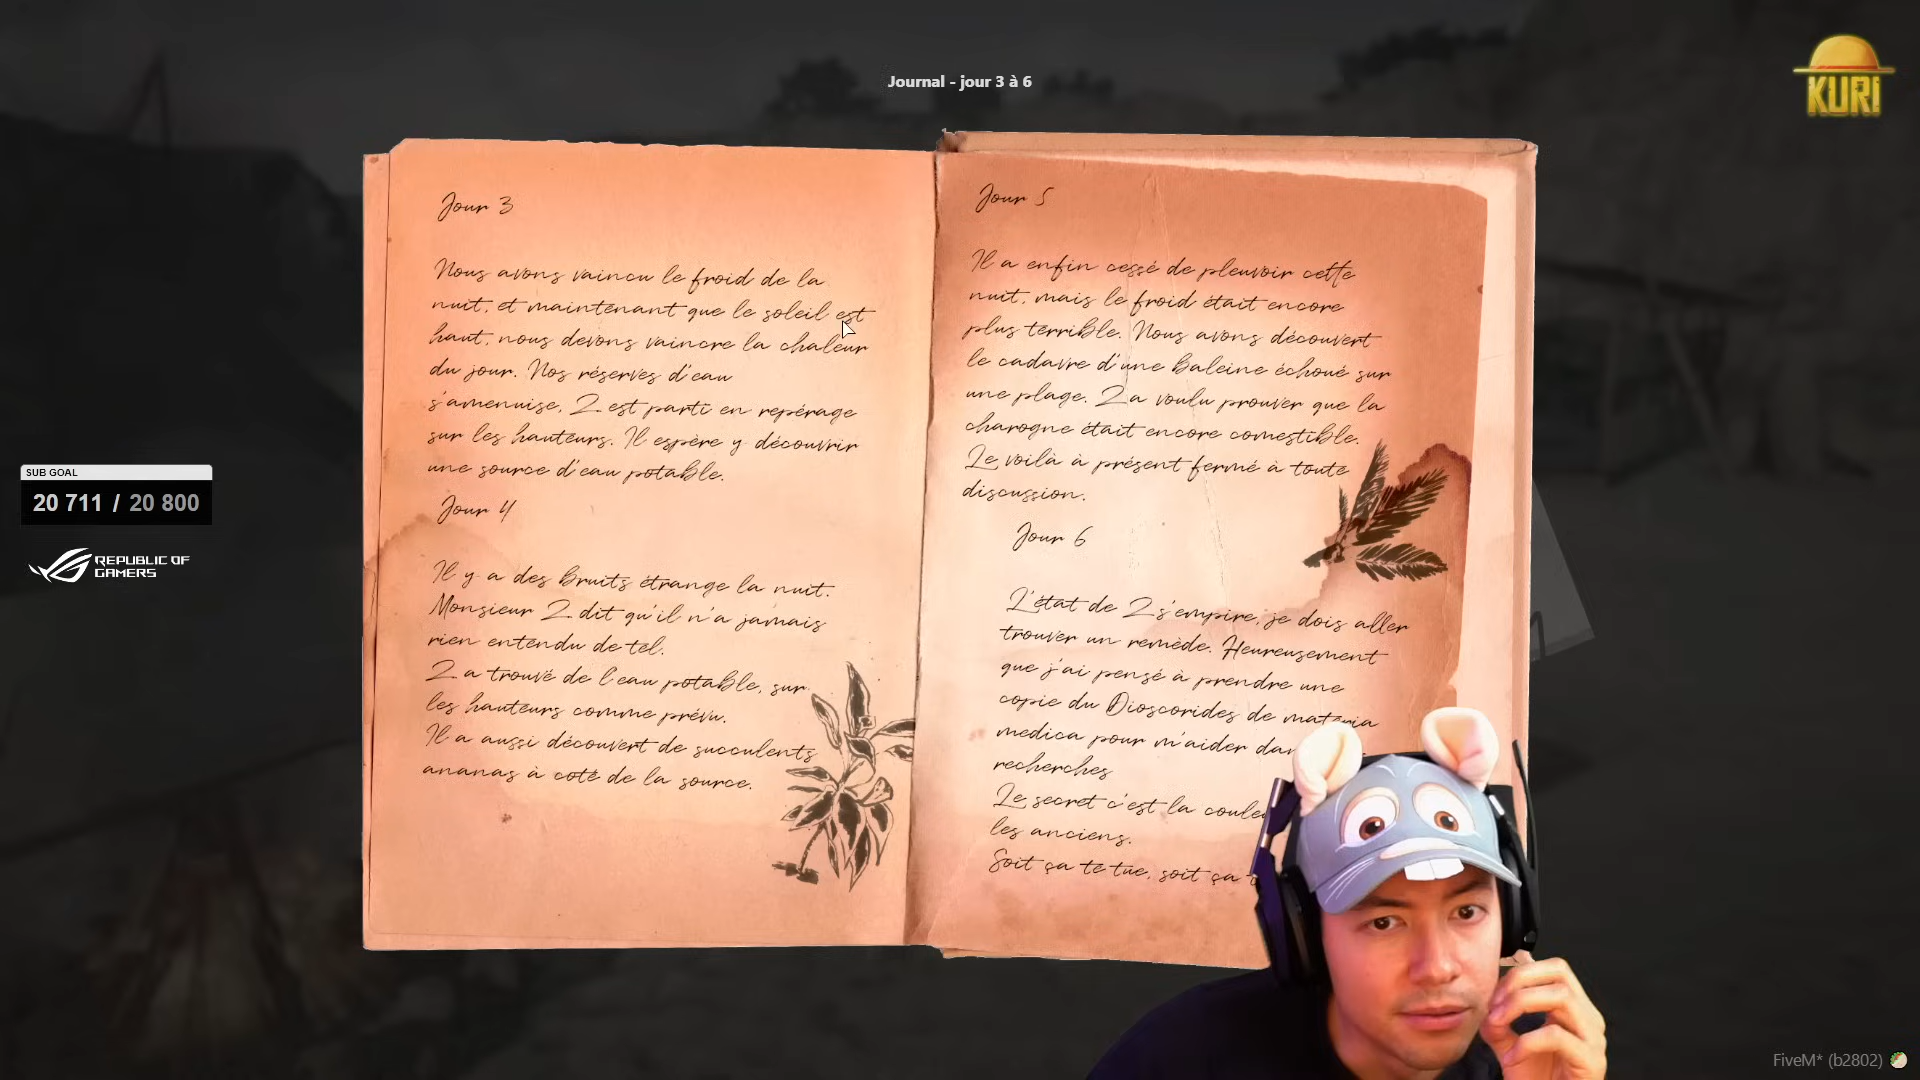 Journal - jour 3 à 6
KURI
Jour 3
Nous avons vaincu le froid de la
nuit, et maintenant que le soleil est
haut, nous devons vaincre la chaleur
du jour. Nos réserves d'eau
s'amenuise, Z est parti en repérage
sur les hauteurs. Il espère y découvrir
une source d'eau potable.
Jour 4
Il y a des bruits étrange la nuit.
Monsieur Z dit qu'il n'a jamais
rien entendu de tel.
Z a trouvé de l'eau potable, sur
les hauteurs comme prévu.
Il a aussi découvert de succulents
ananas à coté de la source.
Jour 5
Il a enfin cessé de pleuvoir cette
nuit, mais le froid était encore
plus terrible. Nous avons découvert
le cadavre d'une baleine échoué sur
une plage. Z a voulu prouver que la
charogne était encore comestible.
Le voilà à présent fermé à toute
discussion.
Jour 6
L'état de Z s'empire, je dois aller
trouver un remède. Heureusement
que j'ai pensé à prendre une
copie du Dioscorides de materia
medica pour m'aider
recherches
Le secret c'est la
les anciens.
Soit ça te tue, soit ça
SUB GOAL
20 711 / 20 800
REPUBLIC OF
GAMERS
FiveM* (b2802)